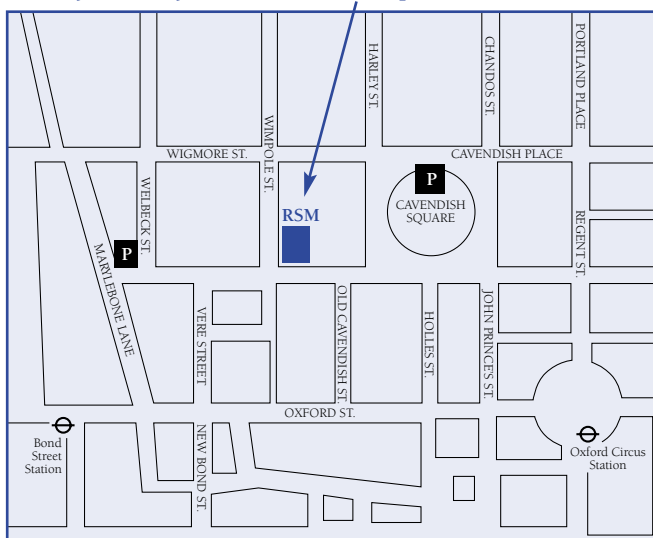 HARLEY ST.
CHANDOS ST.
PORTLAND PLACE
WIGMORE ST.
WIMPOLE ST.
CAVENDISH PLACE
WELBECK ST.
P
CAVENDISH
SQUARE
RSM
REGENT ST.
P
MARYLEBONE LANE
VERE STREET
OLD CAVENDISH ST.
HOLLES ST.
JOHN PRINCE'S ST.
OXFORD ST.
Bond
Street
Station
NEW BOND ST.
Oxford Circus
Station